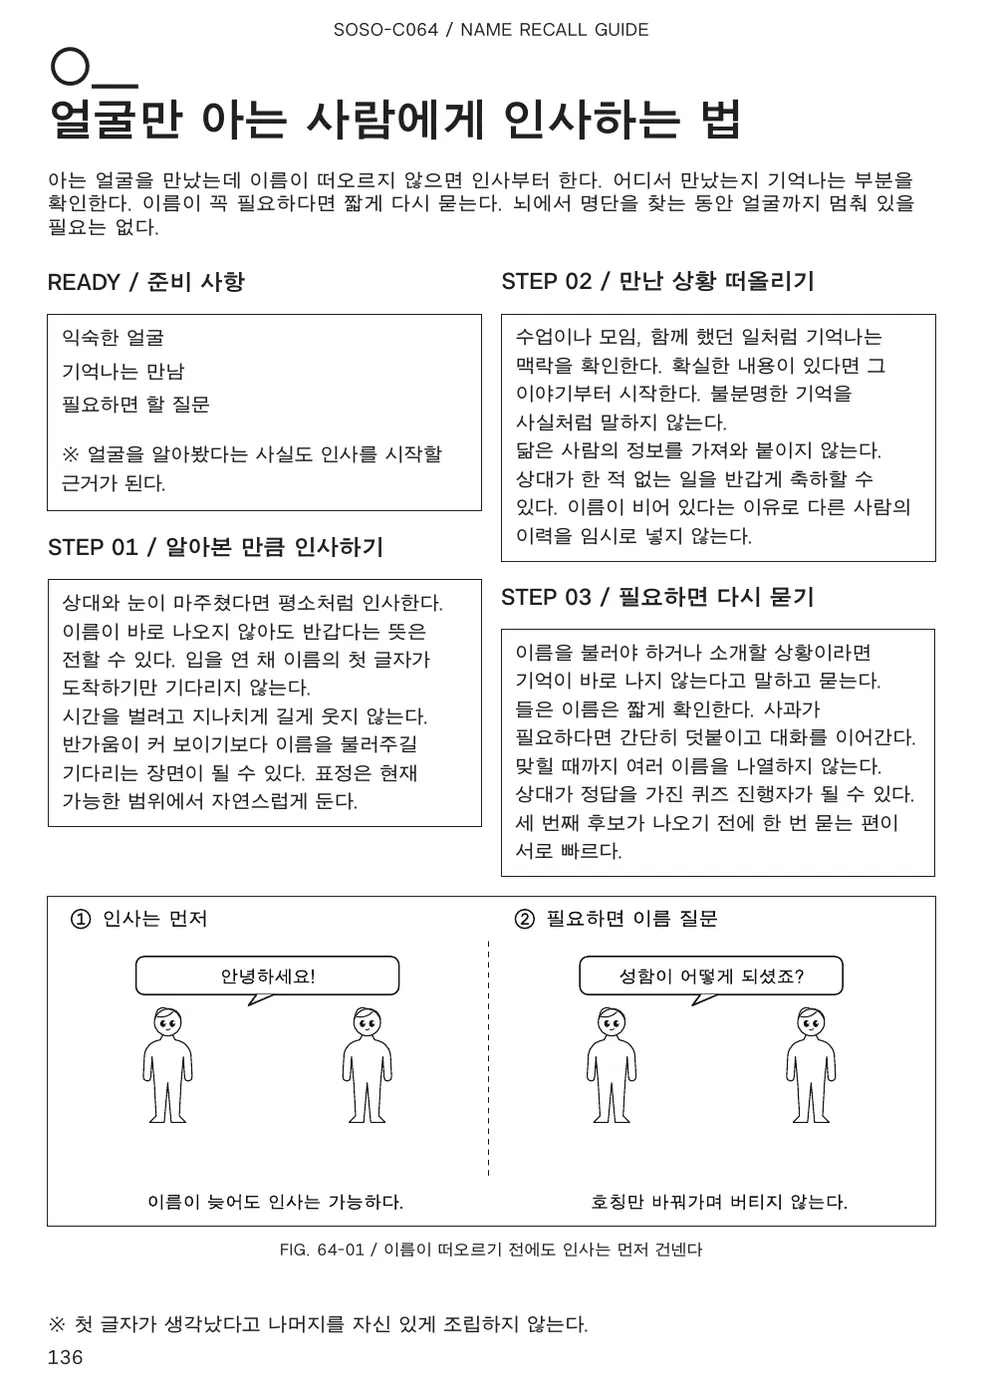 SOSO-C064 / NAME RECALL GUIDE
얼굴만 아는 사람에게 인사하는 법
아는 얼굴을 만났는데 이름이 떠오르지 않으면 인사부터 한다. 어디서 만났는지 기억나는 부분을
확인한다. 이름이 꼭 필요하다면 짧게 다시 묻는다. 뇌에서 명단을 찾는 동안 얼굴까지 멈춰 있을
필요는 없다.
READY / 준비 사항
익숙한 얼굴
기억나는 만남
필요하면 할 질문
※ 얼굴을 알아봤다는 사실도 인사를 시작할
근거가 된다.
STEP 01 / 알아본 만큼 인사하기
상대와 눈이 마주쳤다면 평소처럼 인사한다.
이름이 바로 나오지 않아도 반갑다는 뜻은
전할 수 있다. 입을 연 채 이름의 첫 글자가
도착하기만 기다리지 않는다.
시간을 벌려고 지나치게 길게 웃지 않는다.
반가움이 커 보이기보다 이름을 불러주길
기다리는 장면이 될 수 있다. 표정은 현재
가능한 범위에서 자연스럽게 둔다.
STEP 02 / 만난 상황 떠올리기
수업이나 모임, 함께 했던 일처럼 기억나는
맥락을 확인한다. 확실한 내용이 있다면 그
이야기부터 시작한다. 불분명한 기억을
사실처럼 말하지 않는다.
닮은 사람의 정보를 가져와 붙이지 않는다.
상대가 한 적 없는 일을 반갑게 축하할 수
있다. 이름이 비어 있다는 이유로 다른 사람의
이력을 임시로 넣지 않는다.
STEP 03 / 필요하면 다시 묻기
이름을 불러야 하거나 소개할 상황이라면
기억이 바로 나지 않는다고 말하고 묻는다.
들은 이름은 짧게 확인한다. 사과가
필요하다면 간단히 덧붙이고 대화를 이어간다.
맞힐 때까지 여러 이름을 나열하지 않는다.
상대가 정답을 가진 퀴즈 진행자가 될 수 있다.
세 번째 후보가 나오기 전에 한 번 묻는 편이
서로 빠르다.
① 인사는 먼저
안녕하세요!
이름이 늦어도 인사는 가능하다.
② 필요하면 이름 질문
성함이 어떻게 되셨죠?
호칭만 바꿔가며 버티지 않는다.
FIG. 64-01 / 이름이 떠오르기 전에도 인사는 먼저 건넨다
※ 첫 글자가 생각났다고 나머지를 자신 있게 조립하지 않는다.
136